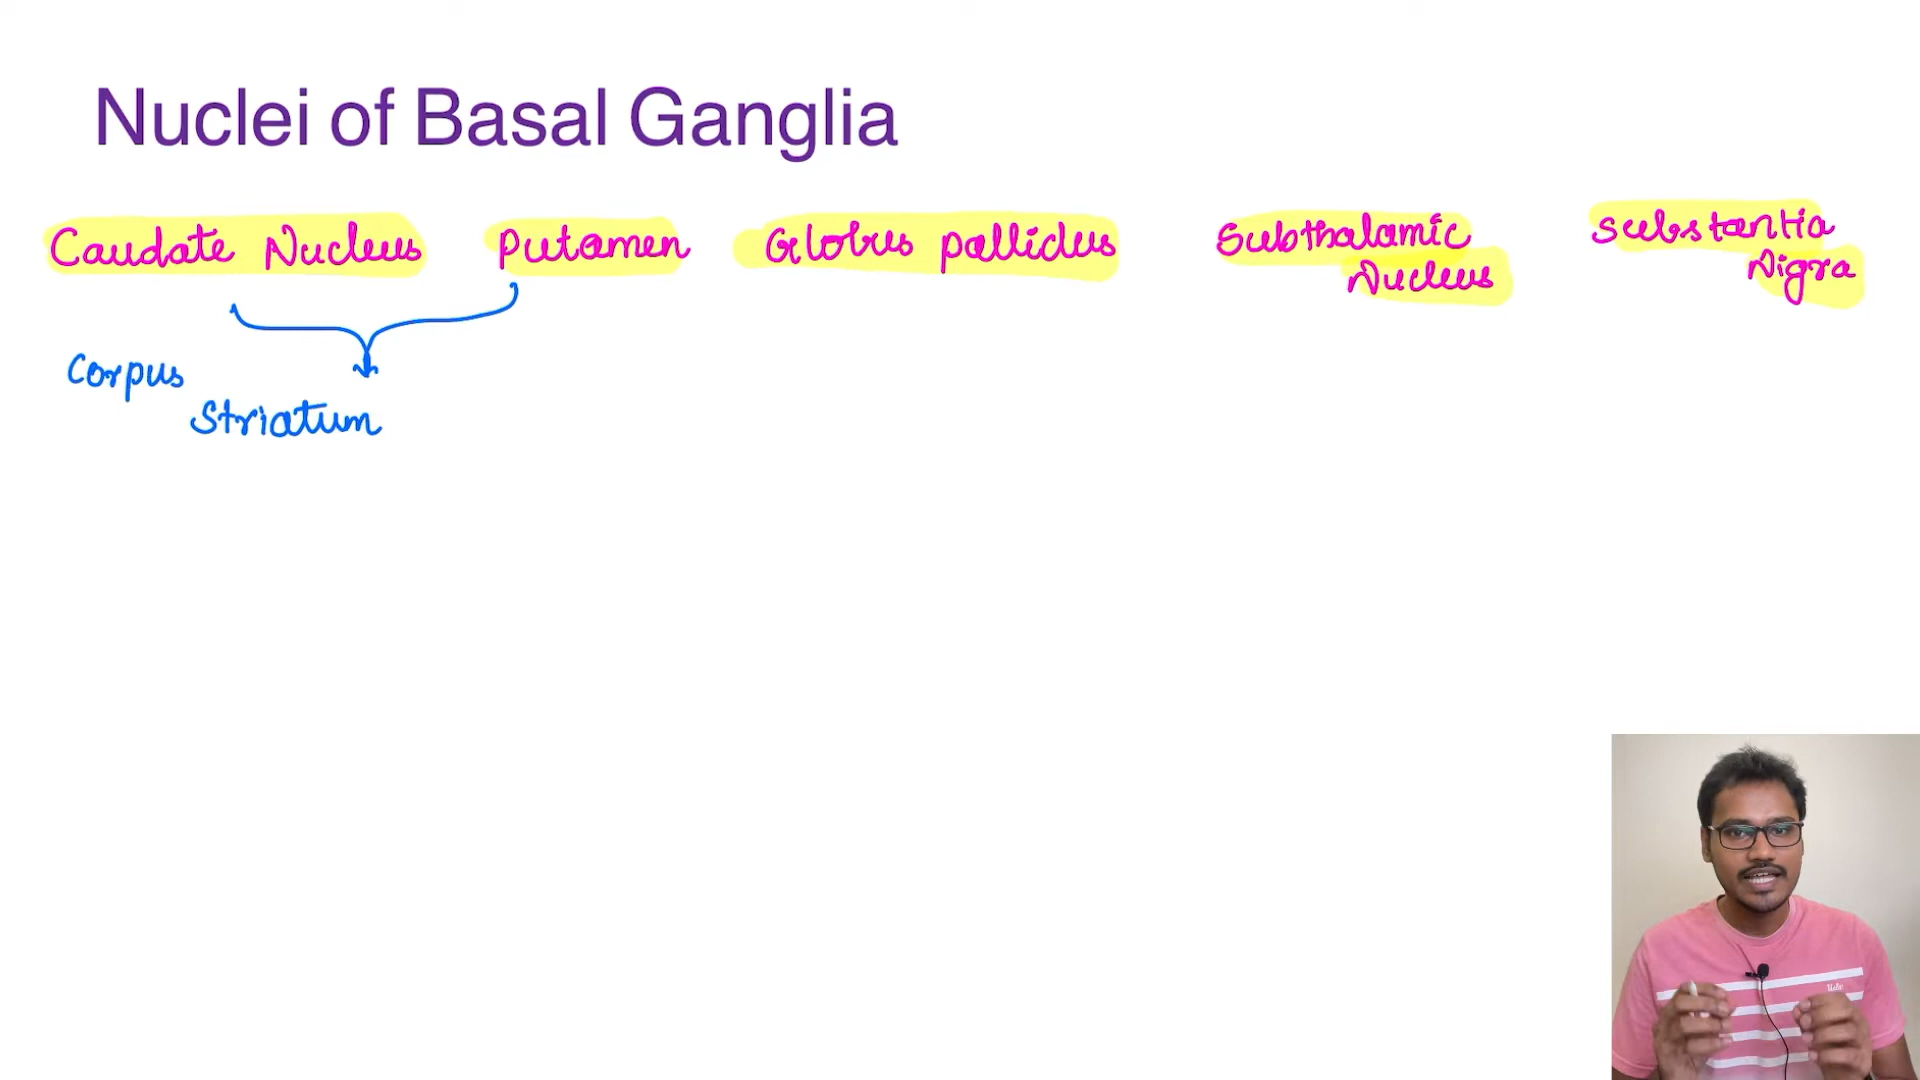 Nuclei of Basal Ganglia
Caudate Nucleus Putamen Globus pallidus Subthalamic Nucleus Substantia Nigra
Corpus
Striatum